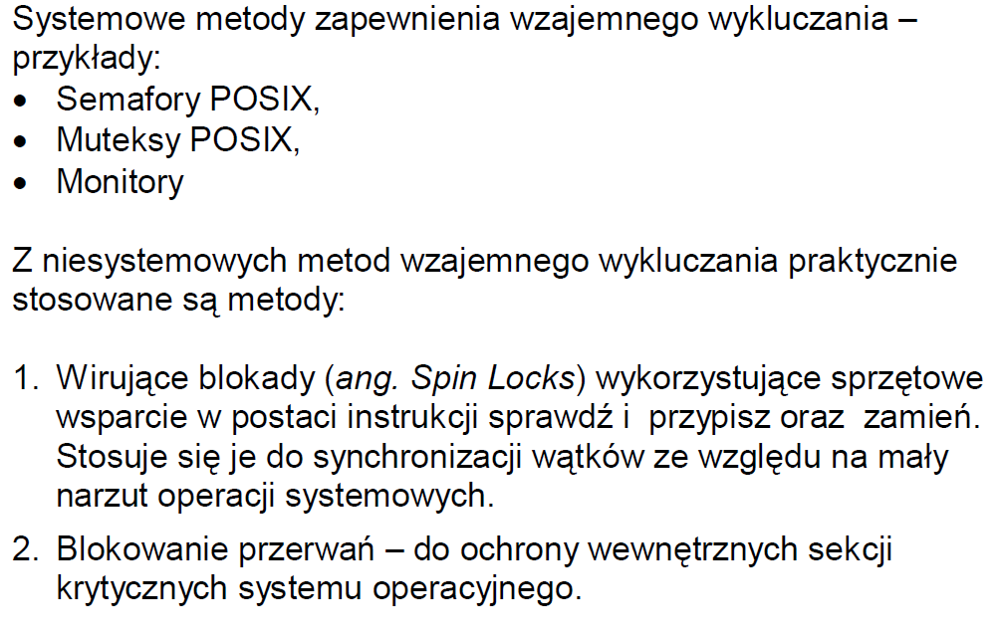 Systemowe metody zapewnienia wzajemnego wykluczania –
przykłady:
• Semafory POSIX,
• Muteksy POSIX,
• Monitory
Z niesystemowych metod wzajemnego wykluczania praktycznie
stosowane są metody:
1. Wirujące blokady (ang. Spin Locks) wykorzystujące sprzętowe
wsparcie w postaci instrukcji sprawdź i  przypisz oraz  zamień.
Stosuje się je do synchronizacji wątków ze względu na mały
narzut operacji systemowych.
2. Blokowanie przerwań – do ochrony wewnętrznych sekcji
krytycznych systemu operacyjnego.